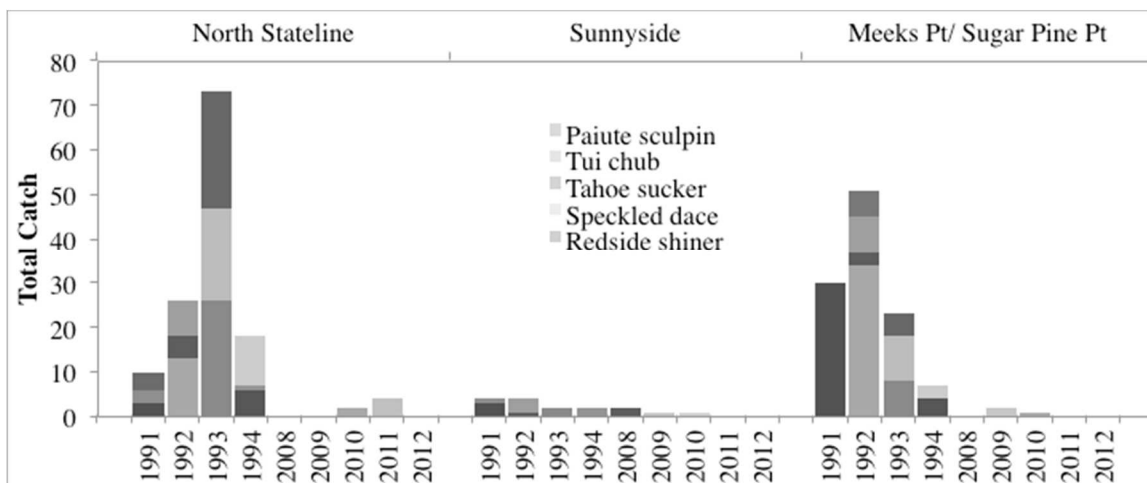 North Stateline Sunnyside Meeks Pt/ Sugar Pine Pt
80
70
60
50
40
30
20
10
0
Total Catch
Paiute sculpin
Tui chub
Tahoe sucker
Speckled dace
Redside shiner
1991 1992 1993 1994 2008 2009 2010 2011 2012 1991 1992 1993 1994 2008 2009 2010 2011 2012 1991 1992 1993 1994 2008 2009 2010 2011 2012